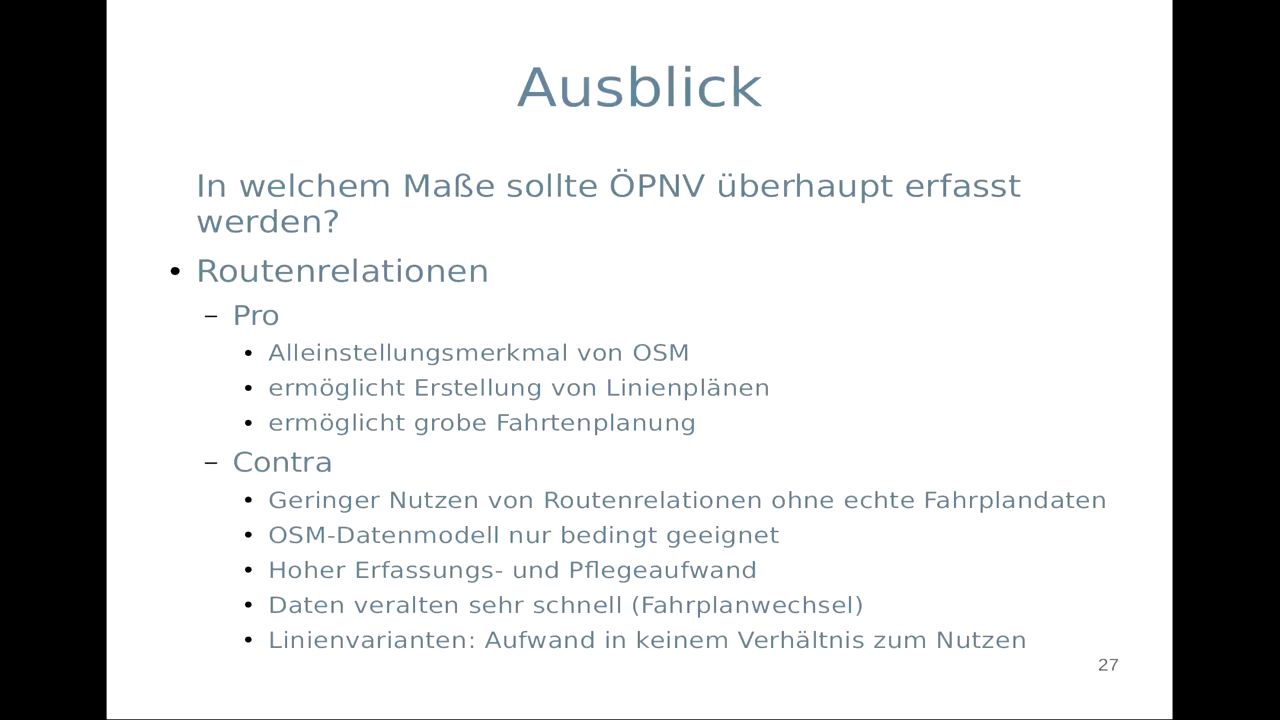 Ausblick
In welchem Maße sollte ÖPNV überhaupt erfasst
werden?
• Routenrelationen
– Pro
• Alleinstellungsmerkmal von OSM
• ermöglicht Erstellung von Linienplänen
• ermöglicht grobe Fahrtenplanung
– Contra
• Geringer Nutzen von Routenrelationen ohne echte Fahrplandaten
• OSM-Datenmodell nur bedingt geeignet
• Hoher Erfassungs- und Pflegeaufwand
• Daten veralten sehr schnell (Fahrplanwechsel)
• Linienvarianten: Aufwand in keinem Verhältnis zum Nutzen
27